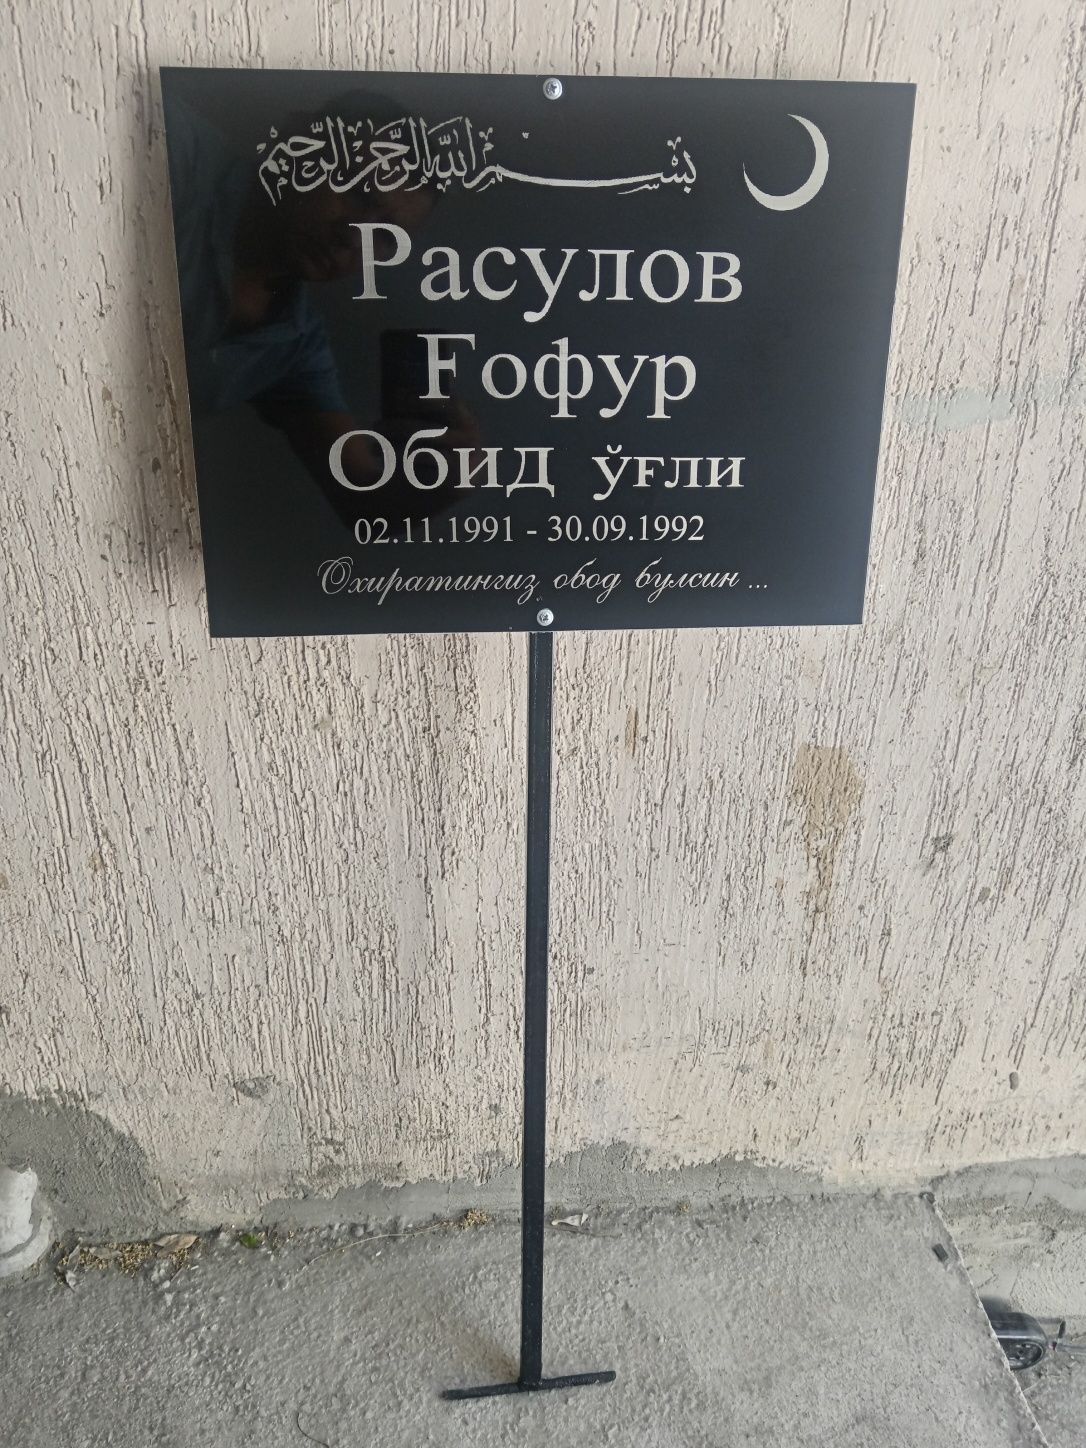 بسم الله الرحمن الرحيم
Расулов
Ғофур
Обид ўғли
02.11.1991 - 30.09.1992
Охиратингиз обод булсин ...